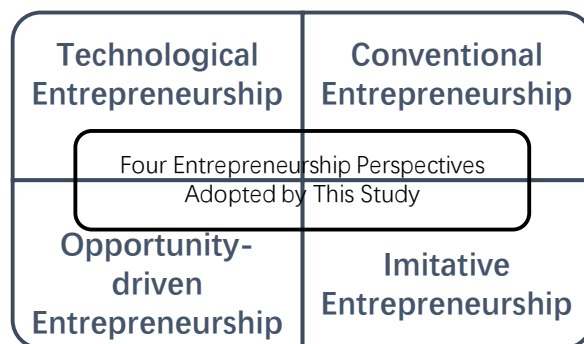 Technological
Entrepreneurship
Conventional
Entrepreneurship
Four Entrepreneurship Perspectives
Adopted by This Study
Opportunity-
driven
Entrepreneurship
Imitative
Entrepreneurship